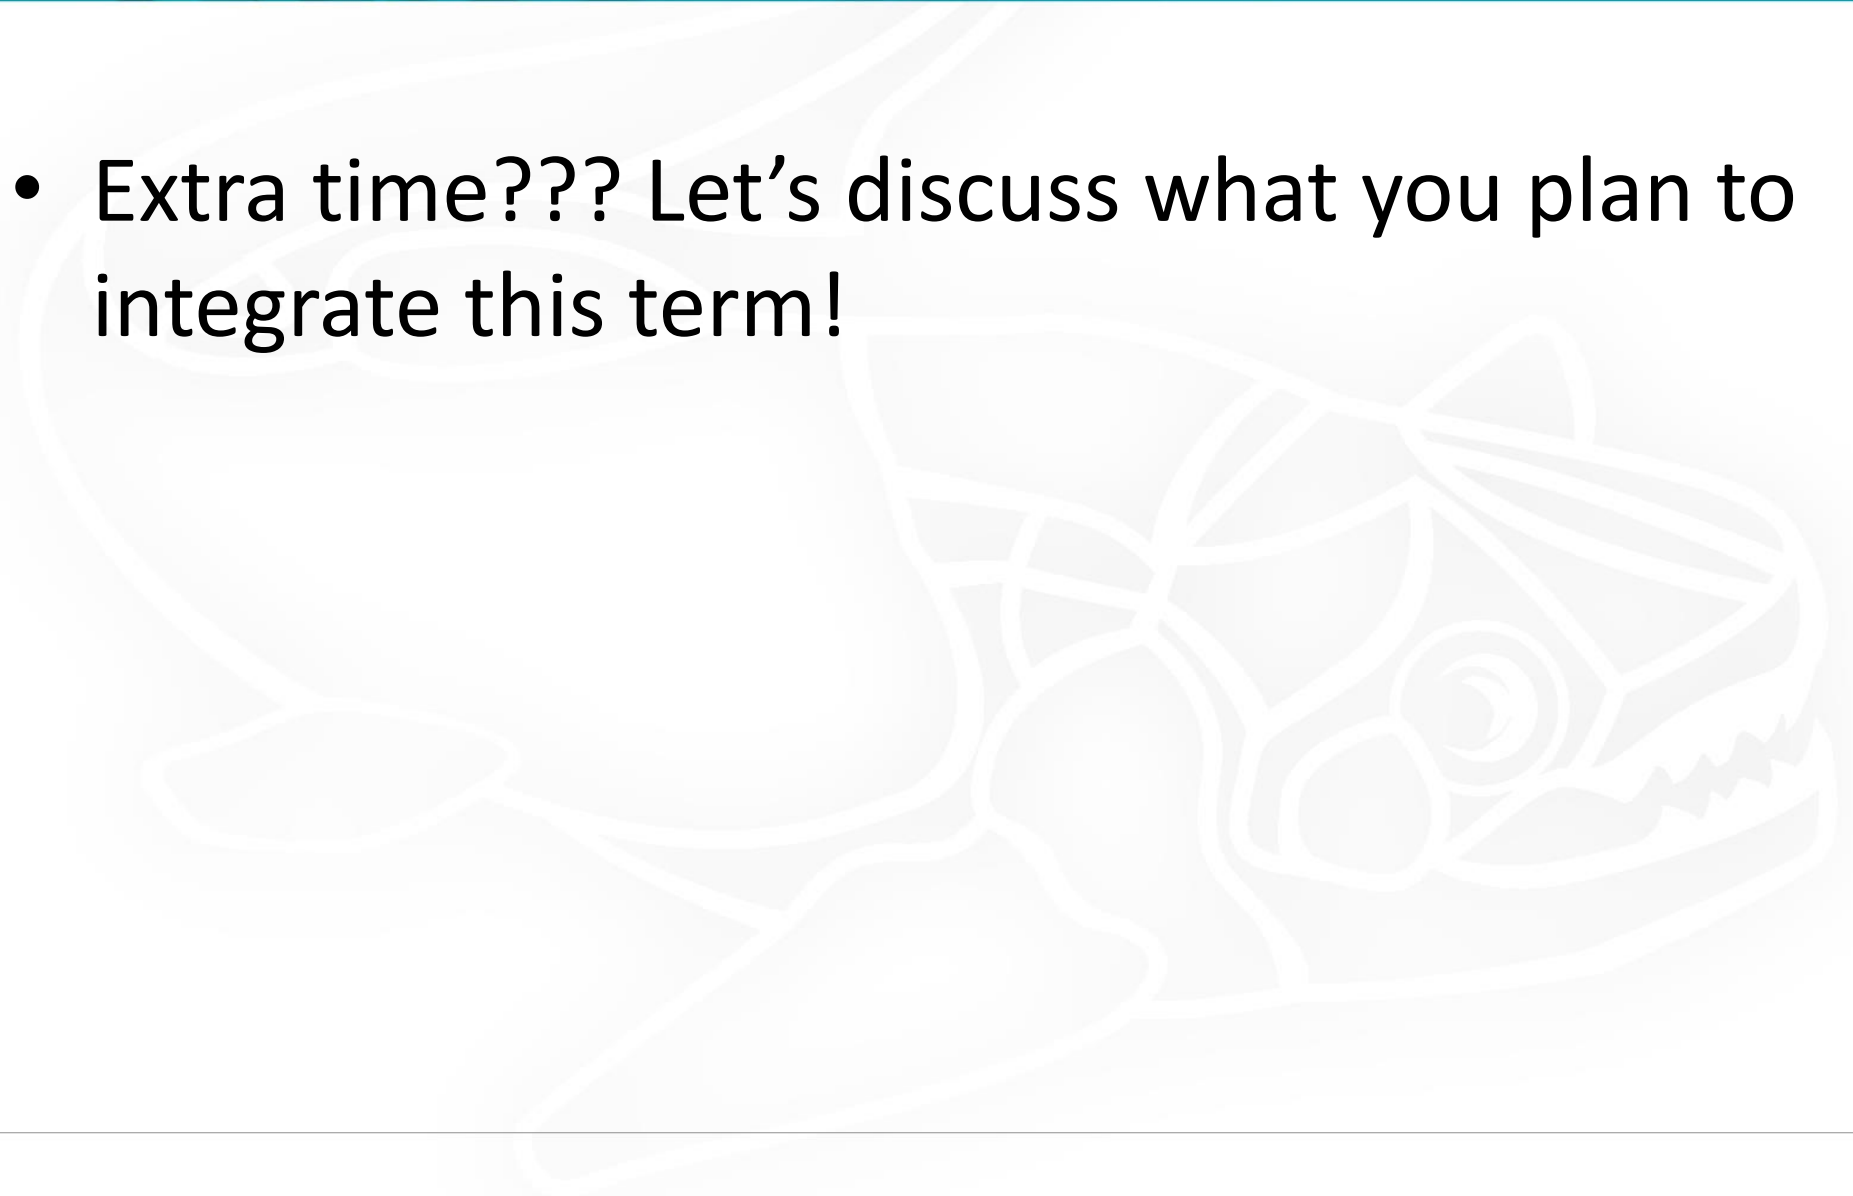 • Extra time??? Let’s discuss what you plan to
integrate this term!